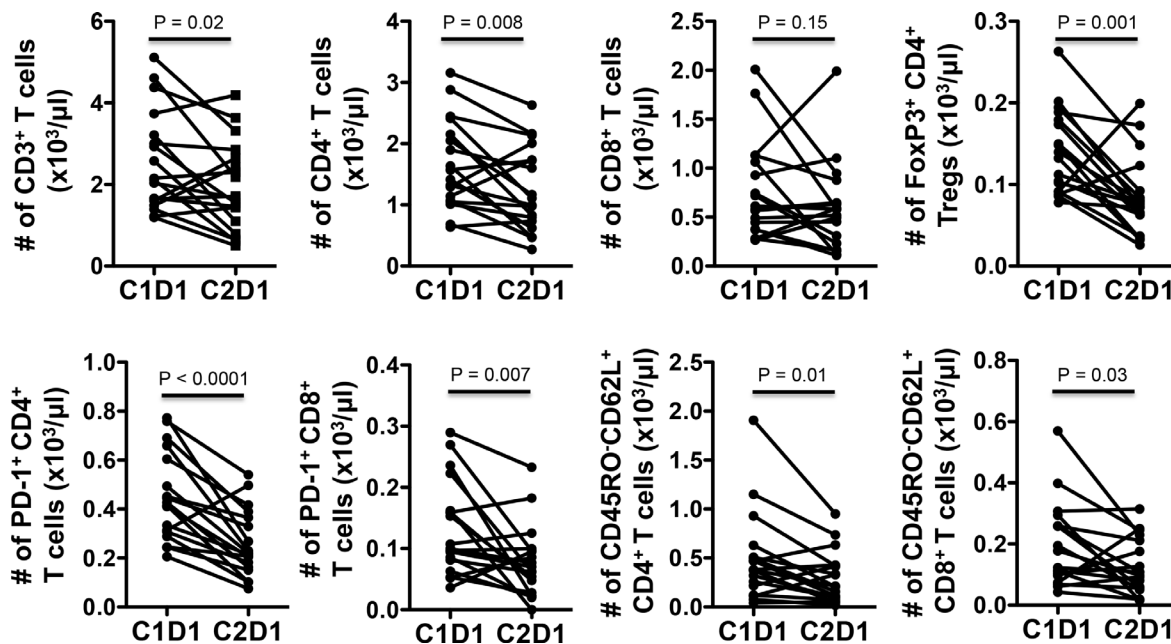 # of CD3⁺ T cells
(x10³/µl)
P = 0.02
6
4
2
0
C1D1 C2D1
# of CD4⁺ T cells
(x10³/µl)
P = 0.008
4
3
2
1
0
C1D1 C2D1
# of CD8⁺ T cells
(x10³/µl)
P = 0.15
2.5
2.0
1.5
1.0
0.5
0.0
C1D1 C2D1
# of FoxP3⁺ CD4⁺
Tregs (x10³/µl)
P = 0.001
0.3
0.2
0.1
0.0
C1D1 C2D1
# of PD-1⁺ CD4⁺
T cells (x10³/µl)
P < 0.0001
1.0
0.8
0.6
0.4
0.2
0.0
C1D1 C2D1
# of PD-1⁺ CD8⁺
T cells (x10³/µl)
P = 0.007
0.4
0.3
0.2
0.1
0.0
C1D1 C2D1
# of CD45RO⁻CD62L⁺
CD4⁺ T cells (x10³/µl)
P = 0.01
2.5
2.0
1.5
1.0
0.5
0.0
C1D1 C2D1
# of CD45RO⁻CD62L⁺
CD8⁺ T cells (x10³/µl)
P = 0.03
0.8
0.6
0.4
0.2
0.0
C1D1 C2D1